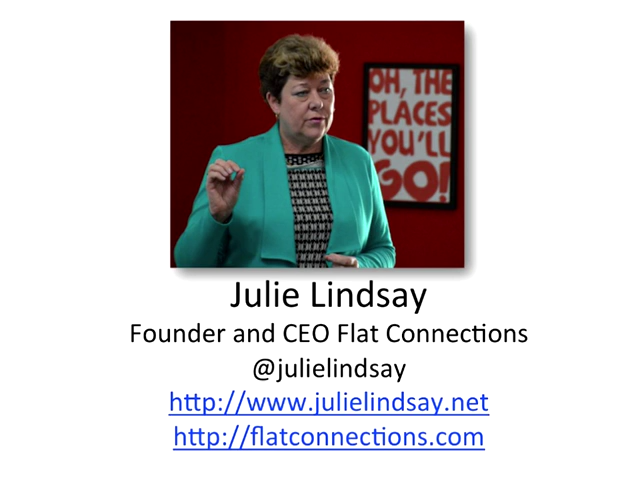 OH, THE
PLACES
YOU'LL
GO!
Julie Lindsay
Founder and CEO Flat Connections
@julielindsay
http://www.julielindsay.net
http://flatconnections.com